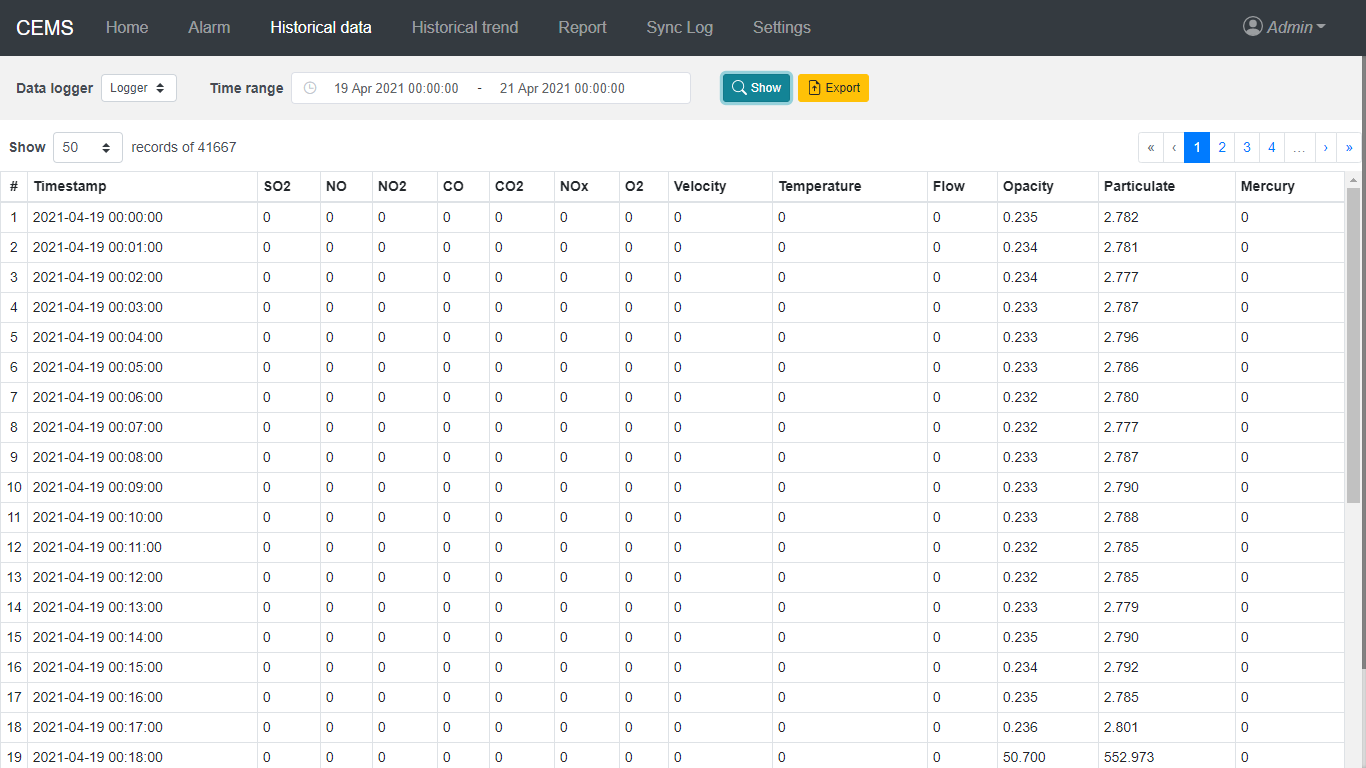 CEMS Home Alarm Historical data Historical trend Report Sync Log Settings Admin
Data logger Logger Time range 19 Apr 2021 00:00:00 - 21 Apr 2021 00:00:00 Show Export
Show 50 records of 41667 « ‹ 1 2 3 4 … › »
# Timestamp SO2 NO NO2 CO CO2 NOx O2 Velocity Temperature Flow Opacity Particulate Mercury
1 2021-04-19 00:00:00 0 0 0 0 0 0 0 0 0 0 0.235 2.782 0
2 2021-04-19 00:01:00 0 0 0 0 0 0 0 0 0 0 0.234 2.781 0
3 2021-04-19 00:02:00 0 0 0 0 0 0 0 0 0 0 0.234 2.777 0
4 2021-04-19 00:03:00 0 0 0 0 0 0 0 0 0 0 0.233 2.787 0
5 2021-04-19 00:04:00 0 0 0 0 0 0 0 0 0 0 0.233 2.796 0
6 2021-04-19 00:05:00 0 0 0 0 0 0 0 0 0 0 0.233 2.786 0
7 2021-04-19 00:06:00 0 0 0 0 0 0 0 0 0 0 0.232 2.780 0
8 2021-04-19 00:07:00 0 0 0 0 0 0 0 0 0 0 0.232 2.777 0
9 2021-04-19 00:08:00 0 0 0 0 0 0 0 0 0 0 0.233 2.787 0
10 2021-04-19 00:09:00 0 0 0 0 0 0 0 0 0 0 0.233 2.790 0
11 2021-04-19 00:10:00 0 0 0 0 0 0 0 0 0 0 0.233 2.788 0
12 2021-04-19 00:11:00 0 0 0 0 0 0 0 0 0 0 0.232 2.785 0
13 2021-04-19 00:12:00 0 0 0 0 0 0 0 0 0 0 0.232 2.785 0
14 2021-04-19 00:13:00 0 0 0 0 0 0 0 0 0 0 0.233 2.779 0
15 2021-04-19 00:14:00 0 0 0 0 0 0 0 0 0 0 0.235 2.790 0
16 2021-04-19 00:15:00 0 0 0 0 0 0 0 0 0 0 0.234 2.792 0
17 2021-04-19 00:16:00 0 0 0 0 0 0 0 0 0 0 0.235 2.785 0
18 2021-04-19 00:17:00 0 0 0 0 0 0 0 0 0 0 0.236 2.801 0
19 2021-04-19 00:18:00 0 0 0 0 0 0 0 0 0 0 50.700 552.973 0